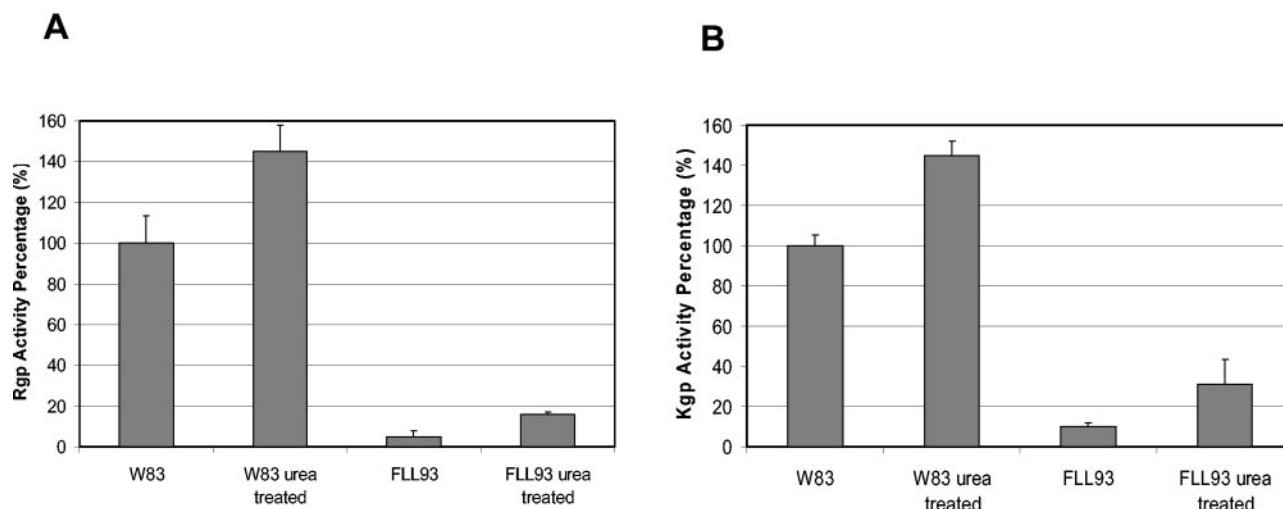 A
Rgp Activity Percentage (%)
160
140
120
100
80
60
40
20
0
W83
W83 urea
treated
FLL93
FLL93 urea
treated
B
Kgp Activity Percentage (%)
160
140
120
100
80
60
40
20
0
W83
W83 urea
treated
FLL93
FLL93 urea
treated